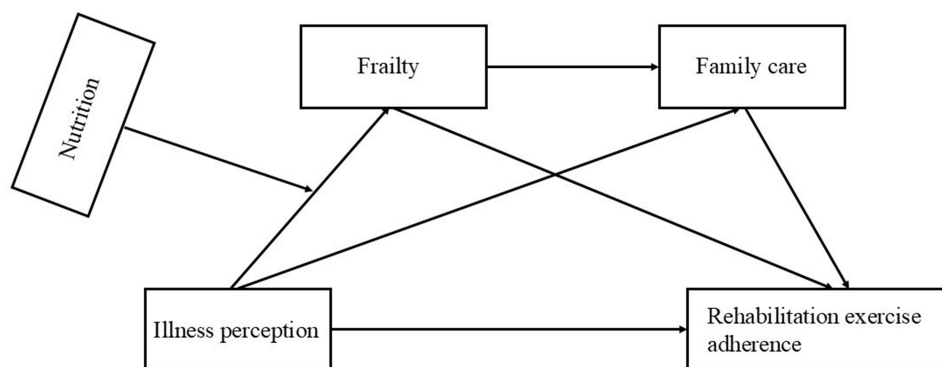 Nutrition
Frailty
Family care
Illness perception
Rehabilitation exercise
adherence